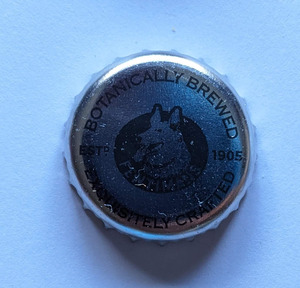 BOTANICALLY BREWED
ESTD 1905
EXQUISITELY CRAFTED